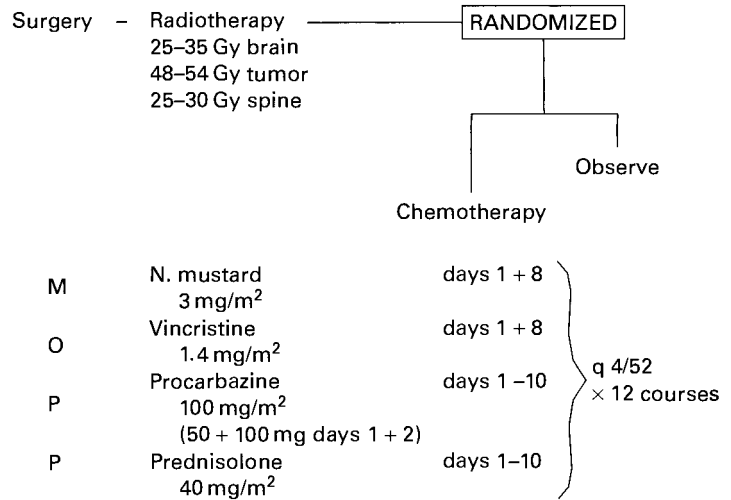 Surgery – Radiotherapy RANDOMIZED
25–35 Gy brain
48–54 Gy tumor
25–30 Gy spine
Observe
Chemotherapy
M N. mustard days 1 + 8
3 mg/m²
O Vincristine days 1 + 8
1.4 mg/m²
P Procarbazine days 1 –10
100 mg/m²
(50 + 100 mg days 1 + 2)
P Prednisolone days 1–10
40 mg/m²
q 4/52
× 12 courses